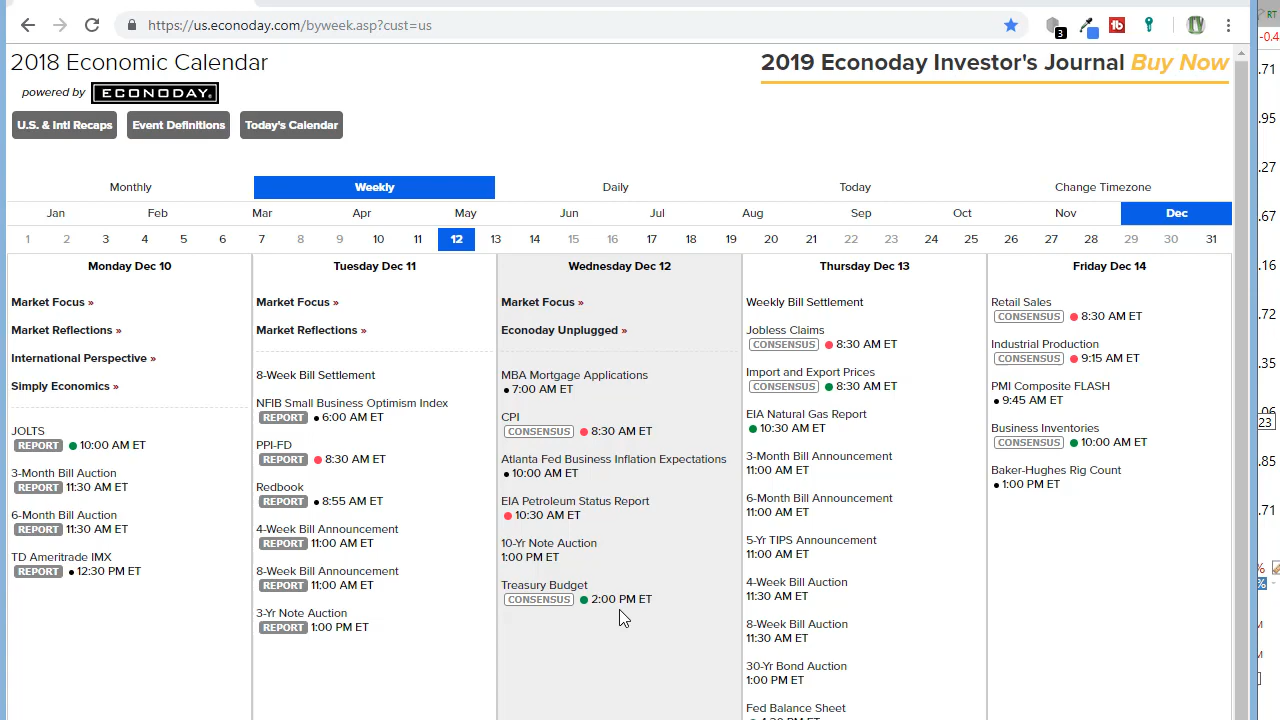 https://us.econoday.com/byweek.asp?cust=us
3
RT
2018 Economic Calendar
2019 Econoday Investor's Journal Buy Now
powered by ECONODAY
U.S. & Intl Recaps Event Definitions Today's Calendar
Monthly Weekly Daily Today Change Timezone
Jan Feb Mar Apr May Jun Jul Aug Sep Oct Nov Dec
1 2 3 4 5 6 7 8 9 10 11 12 13 14 15 16 17 18 19 20 21 22 23 24 25 26 27 28 29 30 31
Monday Dec 10
Market Focus »
Market Reflections »
International Perspective »
Simply Economics »
JOLTS
REPORT 10:00 AM ET
3-Month Bill Auction
REPORT 11:30 AM ET
6-Month Bill Auction
REPORT 11:30 AM ET
TD Ameritrade IMX
REPORT 12:30 PM ET
Tuesday Dec 11
Market Focus »
Market Reflections »
8-Week Bill Settlement
NFIB Small Business Optimism Index
REPORT 6:00 AM ET
PPI-FD
REPORT 8:30 AM ET
Redbook
REPORT 8:55 AM ET
4-Week Bill Announcement
REPORT 11:00 AM ET
8-Week Bill Announcement
REPORT 11:00 AM ET
3-Yr Note Auction
REPORT 1:00 PM ET
Wednesday Dec 12
Market Focus »
Econoday Unplugged »
MBA Mortgage Applications
7:00 AM ET
CPI
CONSENSUS 8:30 AM ET
Atlanta Fed Business Inflation Expectations
10:00 AM ET
EIA Petroleum Status Report
10:30 AM ET
10-Yr Note Auction
1:00 PM ET
Treasury Budget
CONSENSUS 2:00 PM ET
Thursday Dec 13
Weekly Bill Settlement
Jobless Claims
CONSENSUS 8:30 AM ET
Import and Export Prices
CONSENSUS 8:30 AM ET
EIA Natural Gas Report
10:30 AM ET
3-Month Bill Announcement
11:00 AM ET
6-Month Bill Announcement
11:00 AM ET
5-Yr TIPS Announcement
11:00 AM ET
4-Week Bill Auction
11:30 AM ET
8-Week Bill Auction
11:30 AM ET
30-Yr Bond Auction
1:00 PM ET
Fed Balance Sheet
Friday Dec 14
Retail Sales
CONSENSUS 8:30 AM ET
Industrial Production
CONSENSUS 9:15 AM ET
PMI Composite FLASH
9:45 AM ET
Business Inventories
CONSENSUS 10:00 AM ET
Baker-Hughes Rig Count
1:00 PM ET
-0.4
.71
.95
.27
.67
.16
.72
.35
23
.85
.71